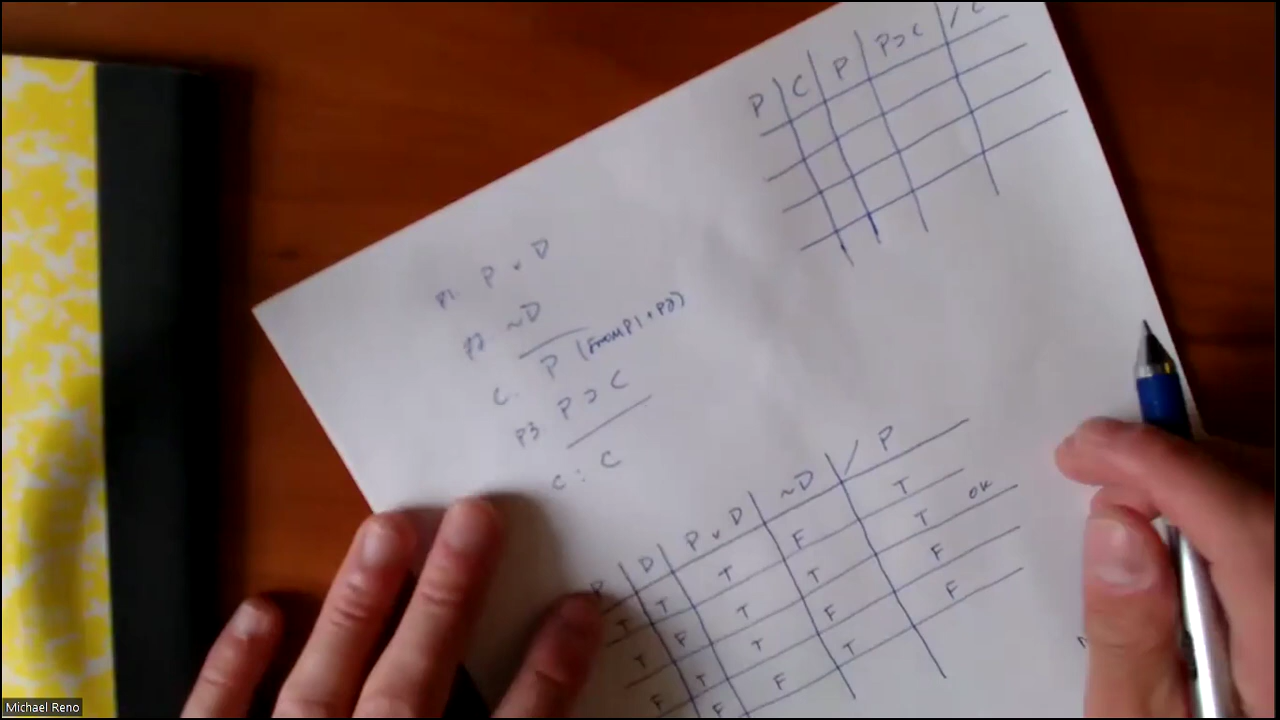 P C P P⊃C / C
P1. P v D
P2 ~D
C. P (From P1 + P2)
P3 P ⊃ C
C: C
P D P v D ~D / P
T T T F T
T F T T T OK
F T T F F
F F T F
Michael Reno